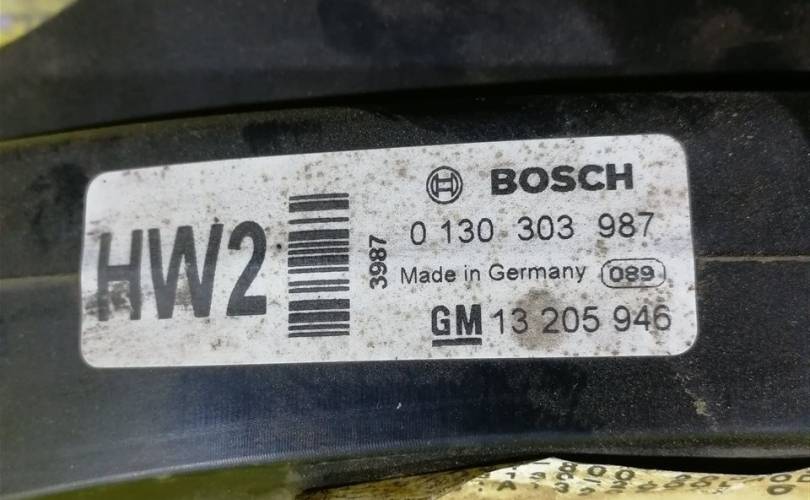 HW2
3987
BOSCH
0 130 303 987
Made in Germany 089
GM 13 205 946